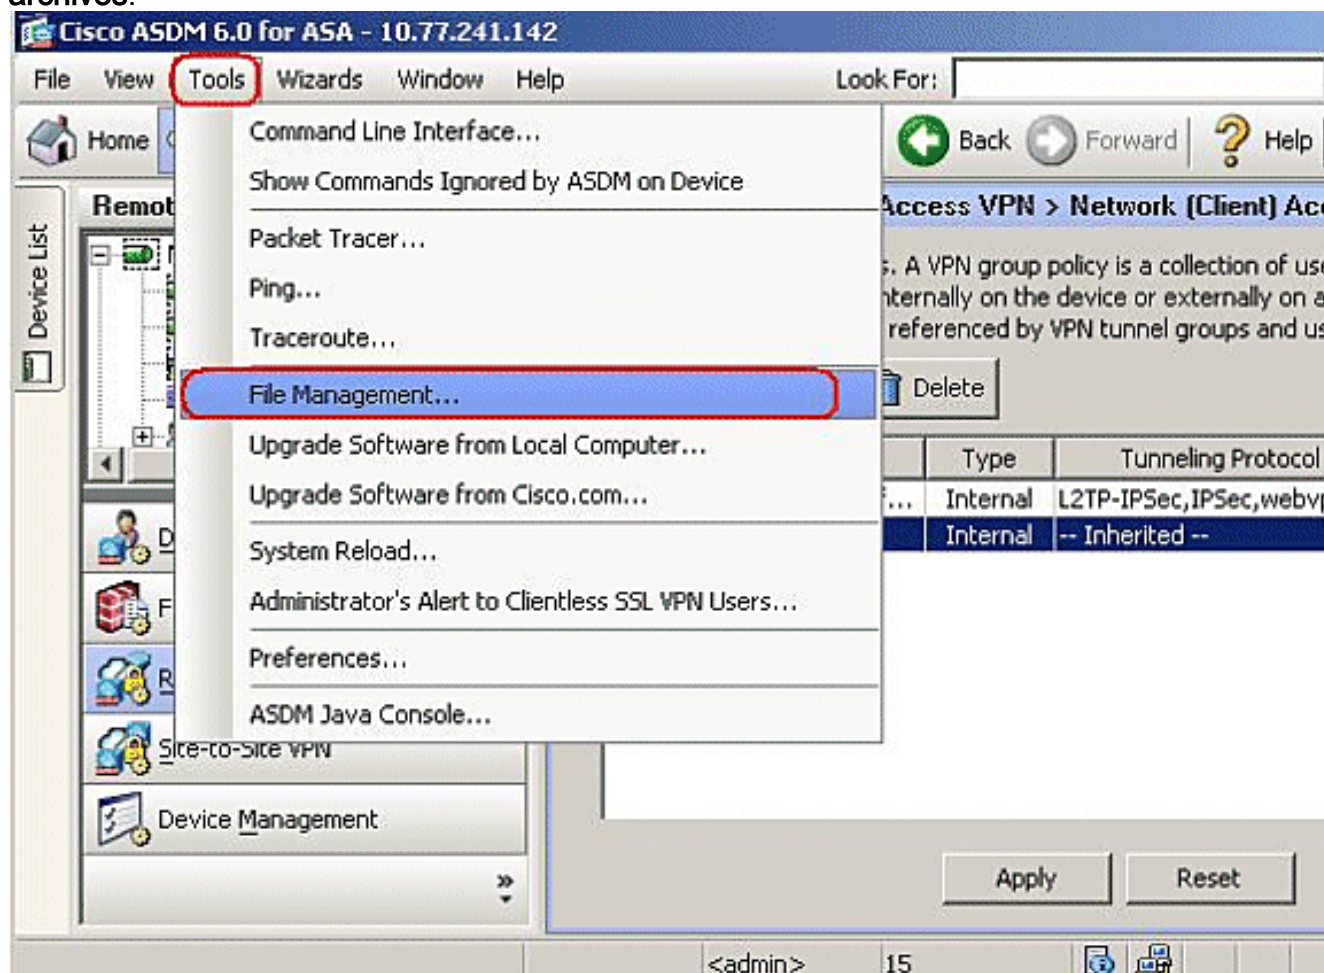 archivos.
Cisco ASDM 6.0 for ASA - 10.77.241.142
File View Tools Wizards Window Help Look For:
Home Back Forward Help
Command Line Interface...
Show Commands Ignored by ASDM on Device
Packet Tracer...
Ping...
Traceroute...
File Management...
Upgrade Software from Local Computer...
Upgrade Software from Cisco.com...
System Reload...
Administrator's Alert to Clientless SSL VPN Users...
Preferences...
ASDM Java Console...
Device List
Remot
Site-to-Site VPN
Device Management
Access VPN > Network (Client) Acc
. A VPN group policy is a collection of use
nternally on the device or externally on a
referenced by VPN tunnel groups and us
Delete
Type Tunneling Protocol
... Internal L2TP-IPSec,IPSec,webvp
Internal -- Inherited --
Apply Reset
<admin> 15